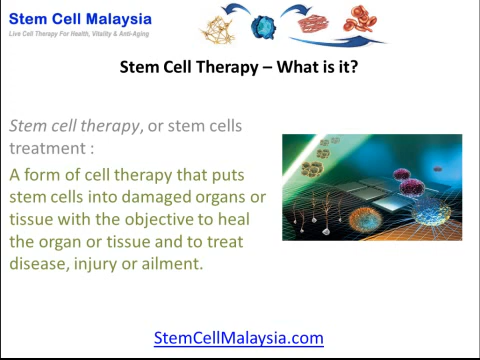 Stem Cell Malaysia
Live Cell Therapy For Health, Vitality & Anti-Aging
Stem Cell Therapy – What is it?
Stem cell therapy, or stem cells
treatment :
A form of cell therapy that puts
stem cells into damaged organs or
tissue with the objective to heal
the organ or tissue and to treat
disease, injury or ailment.
StemCellMalaysia.com